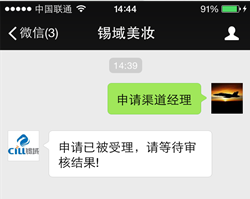 中国联通 14:44 91%
微信(3) 锡域美妆
14:39
申请渠道经理
CiLL锡域
申请已被受理，请等待审
核结果!